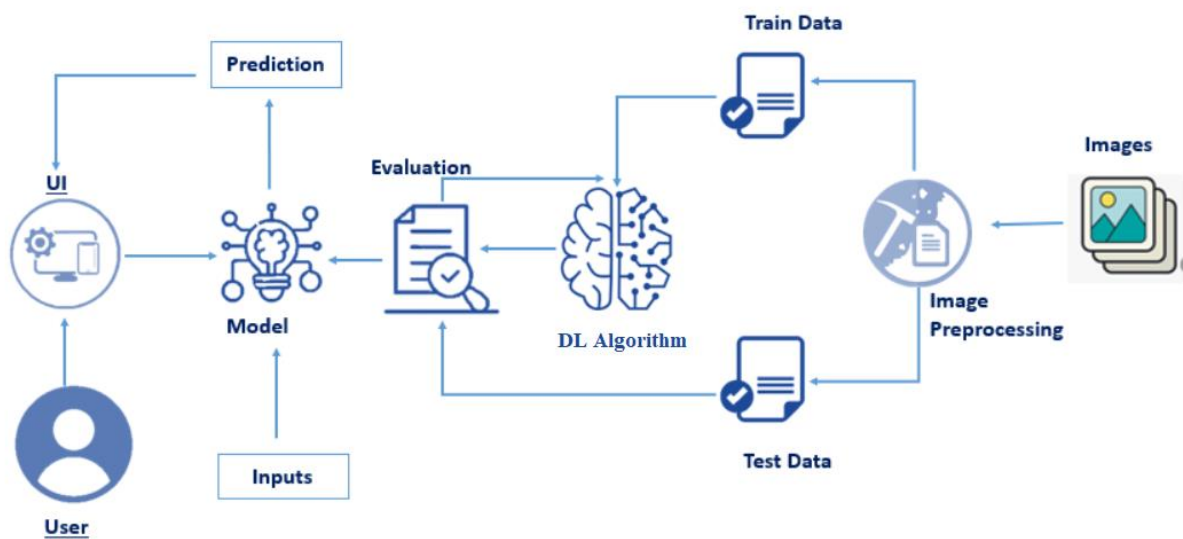 Train Data
Prediction
Images
Evaluation
UI
Image
Preprocessing
Model
DL Algorithm
Test Data
Inputs
User